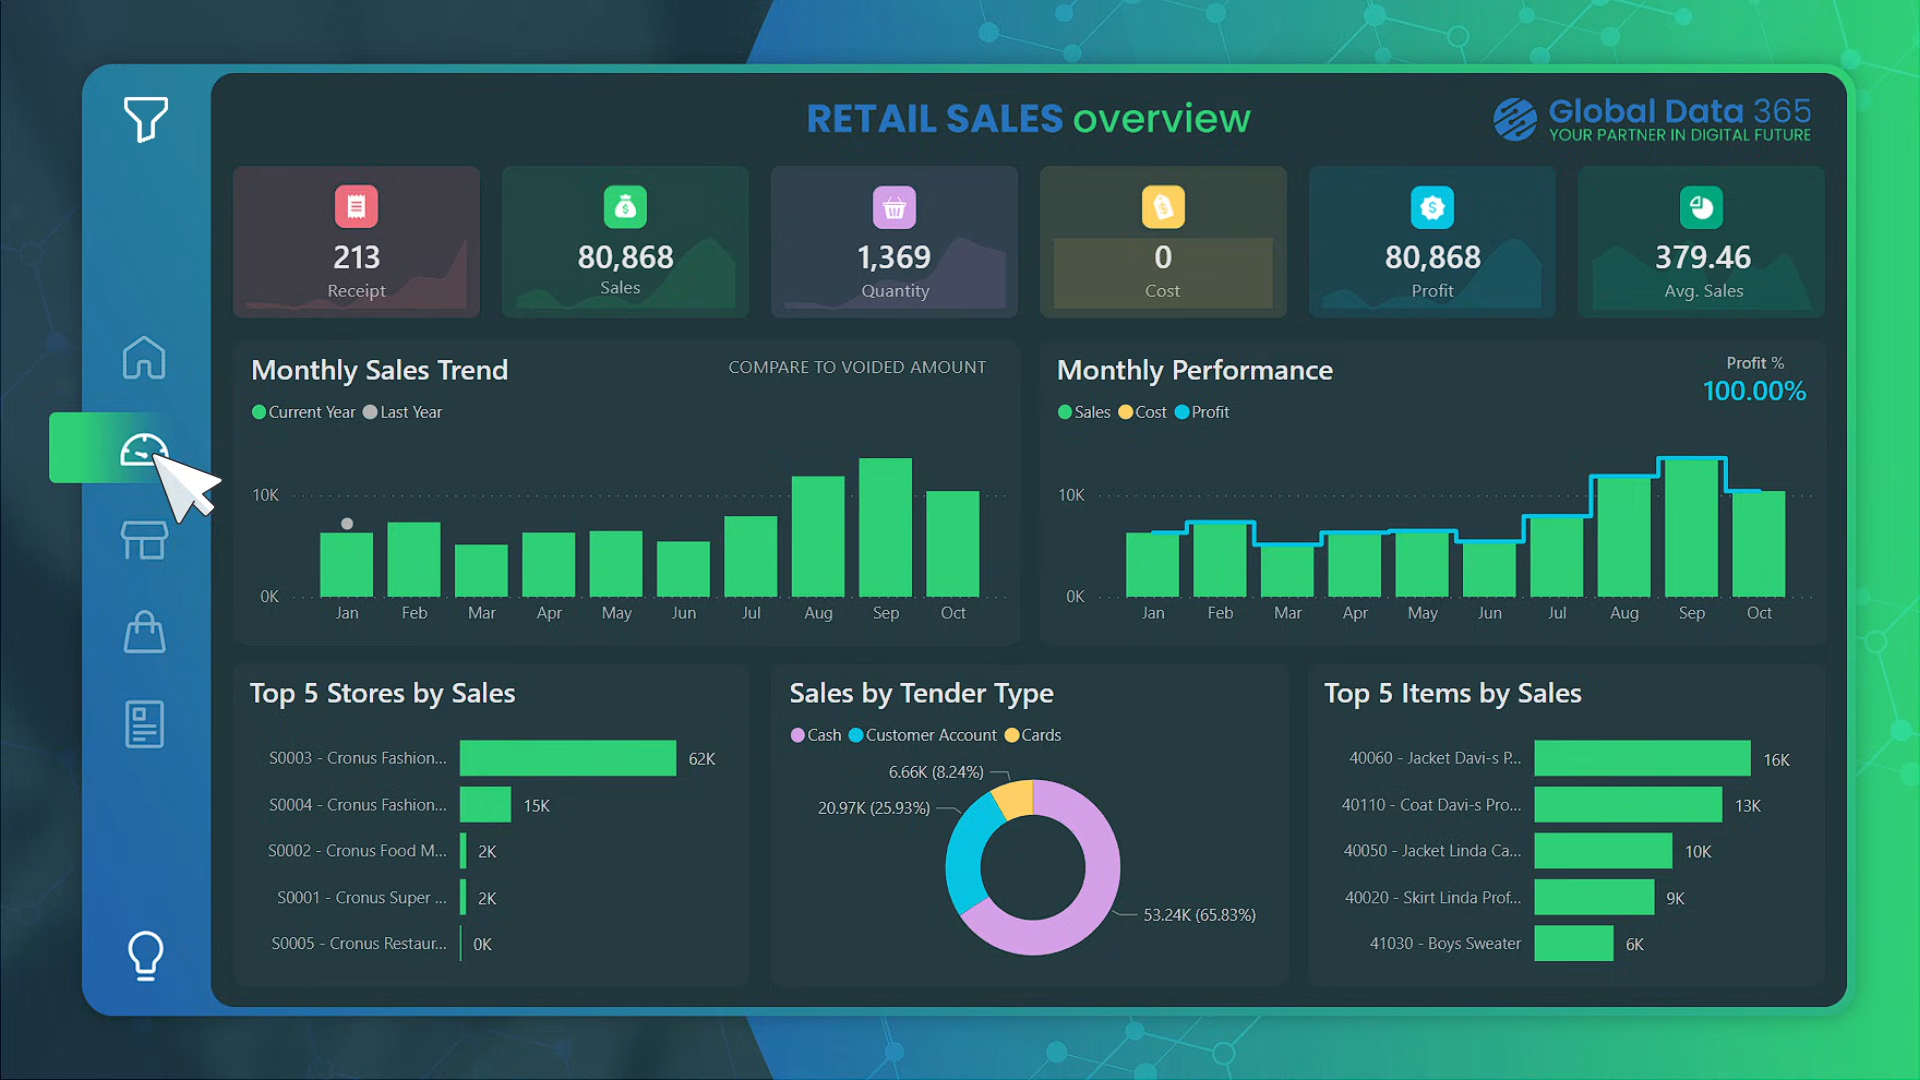 RETAIL SALES overview
Global Data 365
YOUR PARTNER IN DIGITAL FUTURE
213
Receipt
80,868
Sales
1,369
Quantity
0
Cost
80,868
Profit
379.46
Avg. Sales
Monthly Sales Trend
COMPARE TO VOIDED AMOUNT
Current Year Last Year
10K
0K
Jan Feb Mar Apr May Jun Jul Aug Sep Oct
Monthly Performance
Profit %
100.00%
Sales Cost Profit
10K
0K
Jan Feb Mar Apr May Jun Jul Aug Sep Oct
Top 5 Stores by Sales
S0003 - Cronus Fashion... 62K
S0004 - Cronus Fashion... 15K
S0002 - Cronus Food M... 2K
S0001 - Cronus Super ... 2K
S0005 - Cronus Restaur... 0K
Sales by Tender Type
Cash Customer Account Cards
6.66K (8.24%)
20.97K (25.93%)
53.24K (65.83%)
Top 5 Items by Sales
40060 - Jacket Davi-s P... 16K
40110 - Coat Davi-s Pro... 13K
40050 - Jacket Linda Ca... 10K
40020 - Skirt Linda Prof... 9K
41030 - Boys Sweater 6K